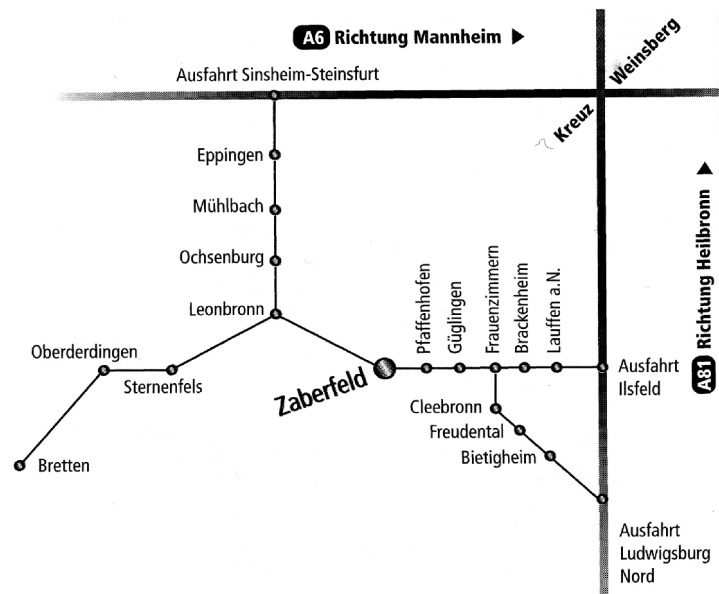 A6 Richtung Mannheim
Weinsberg
Ausfahrt Sinsheim-Steinsfurt
Kreuz
Eppingen
Mühlbach
A81 Richtung Heilbronn
Ochsenburg
Leonbronn
Pfaffenhofen
Güglingen
Frauenzimmern
Brackenheim
Lauffen a.N.
Oberderdingen
Sternenfels
Zaberfeld
Ausfahrt
Ilsfeld
Cleebronn
Freudental
Bietigheim
Bretten
Ausfahrt
Ludwigsburg
Nord